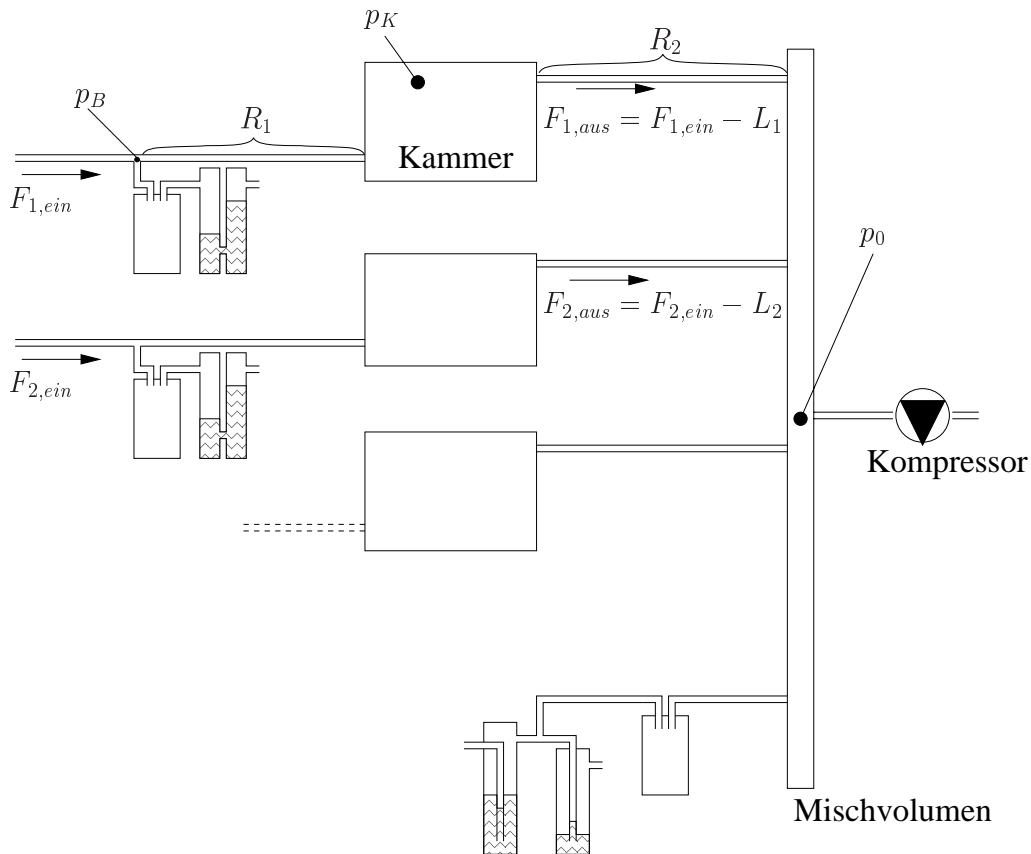 p_K
R_2
p_B
R_1
F_{1,aus} = F_{1,ein} − L_1
Kammer
F_{1,ein}
p_0
F_{2,aus} = F_{2,ein} − L_2
F_{2,ein}
Kompressor
Mischvolumen